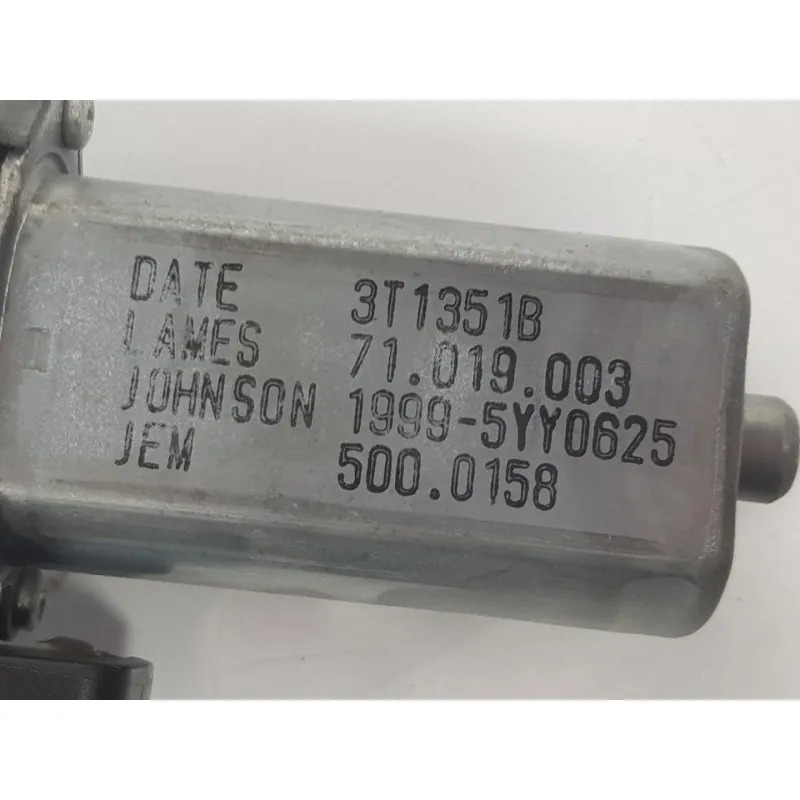 DATE 3T1351B
LAMES 71.019.003
JOHNSON 1999-5YY0625
JEM 500.0158